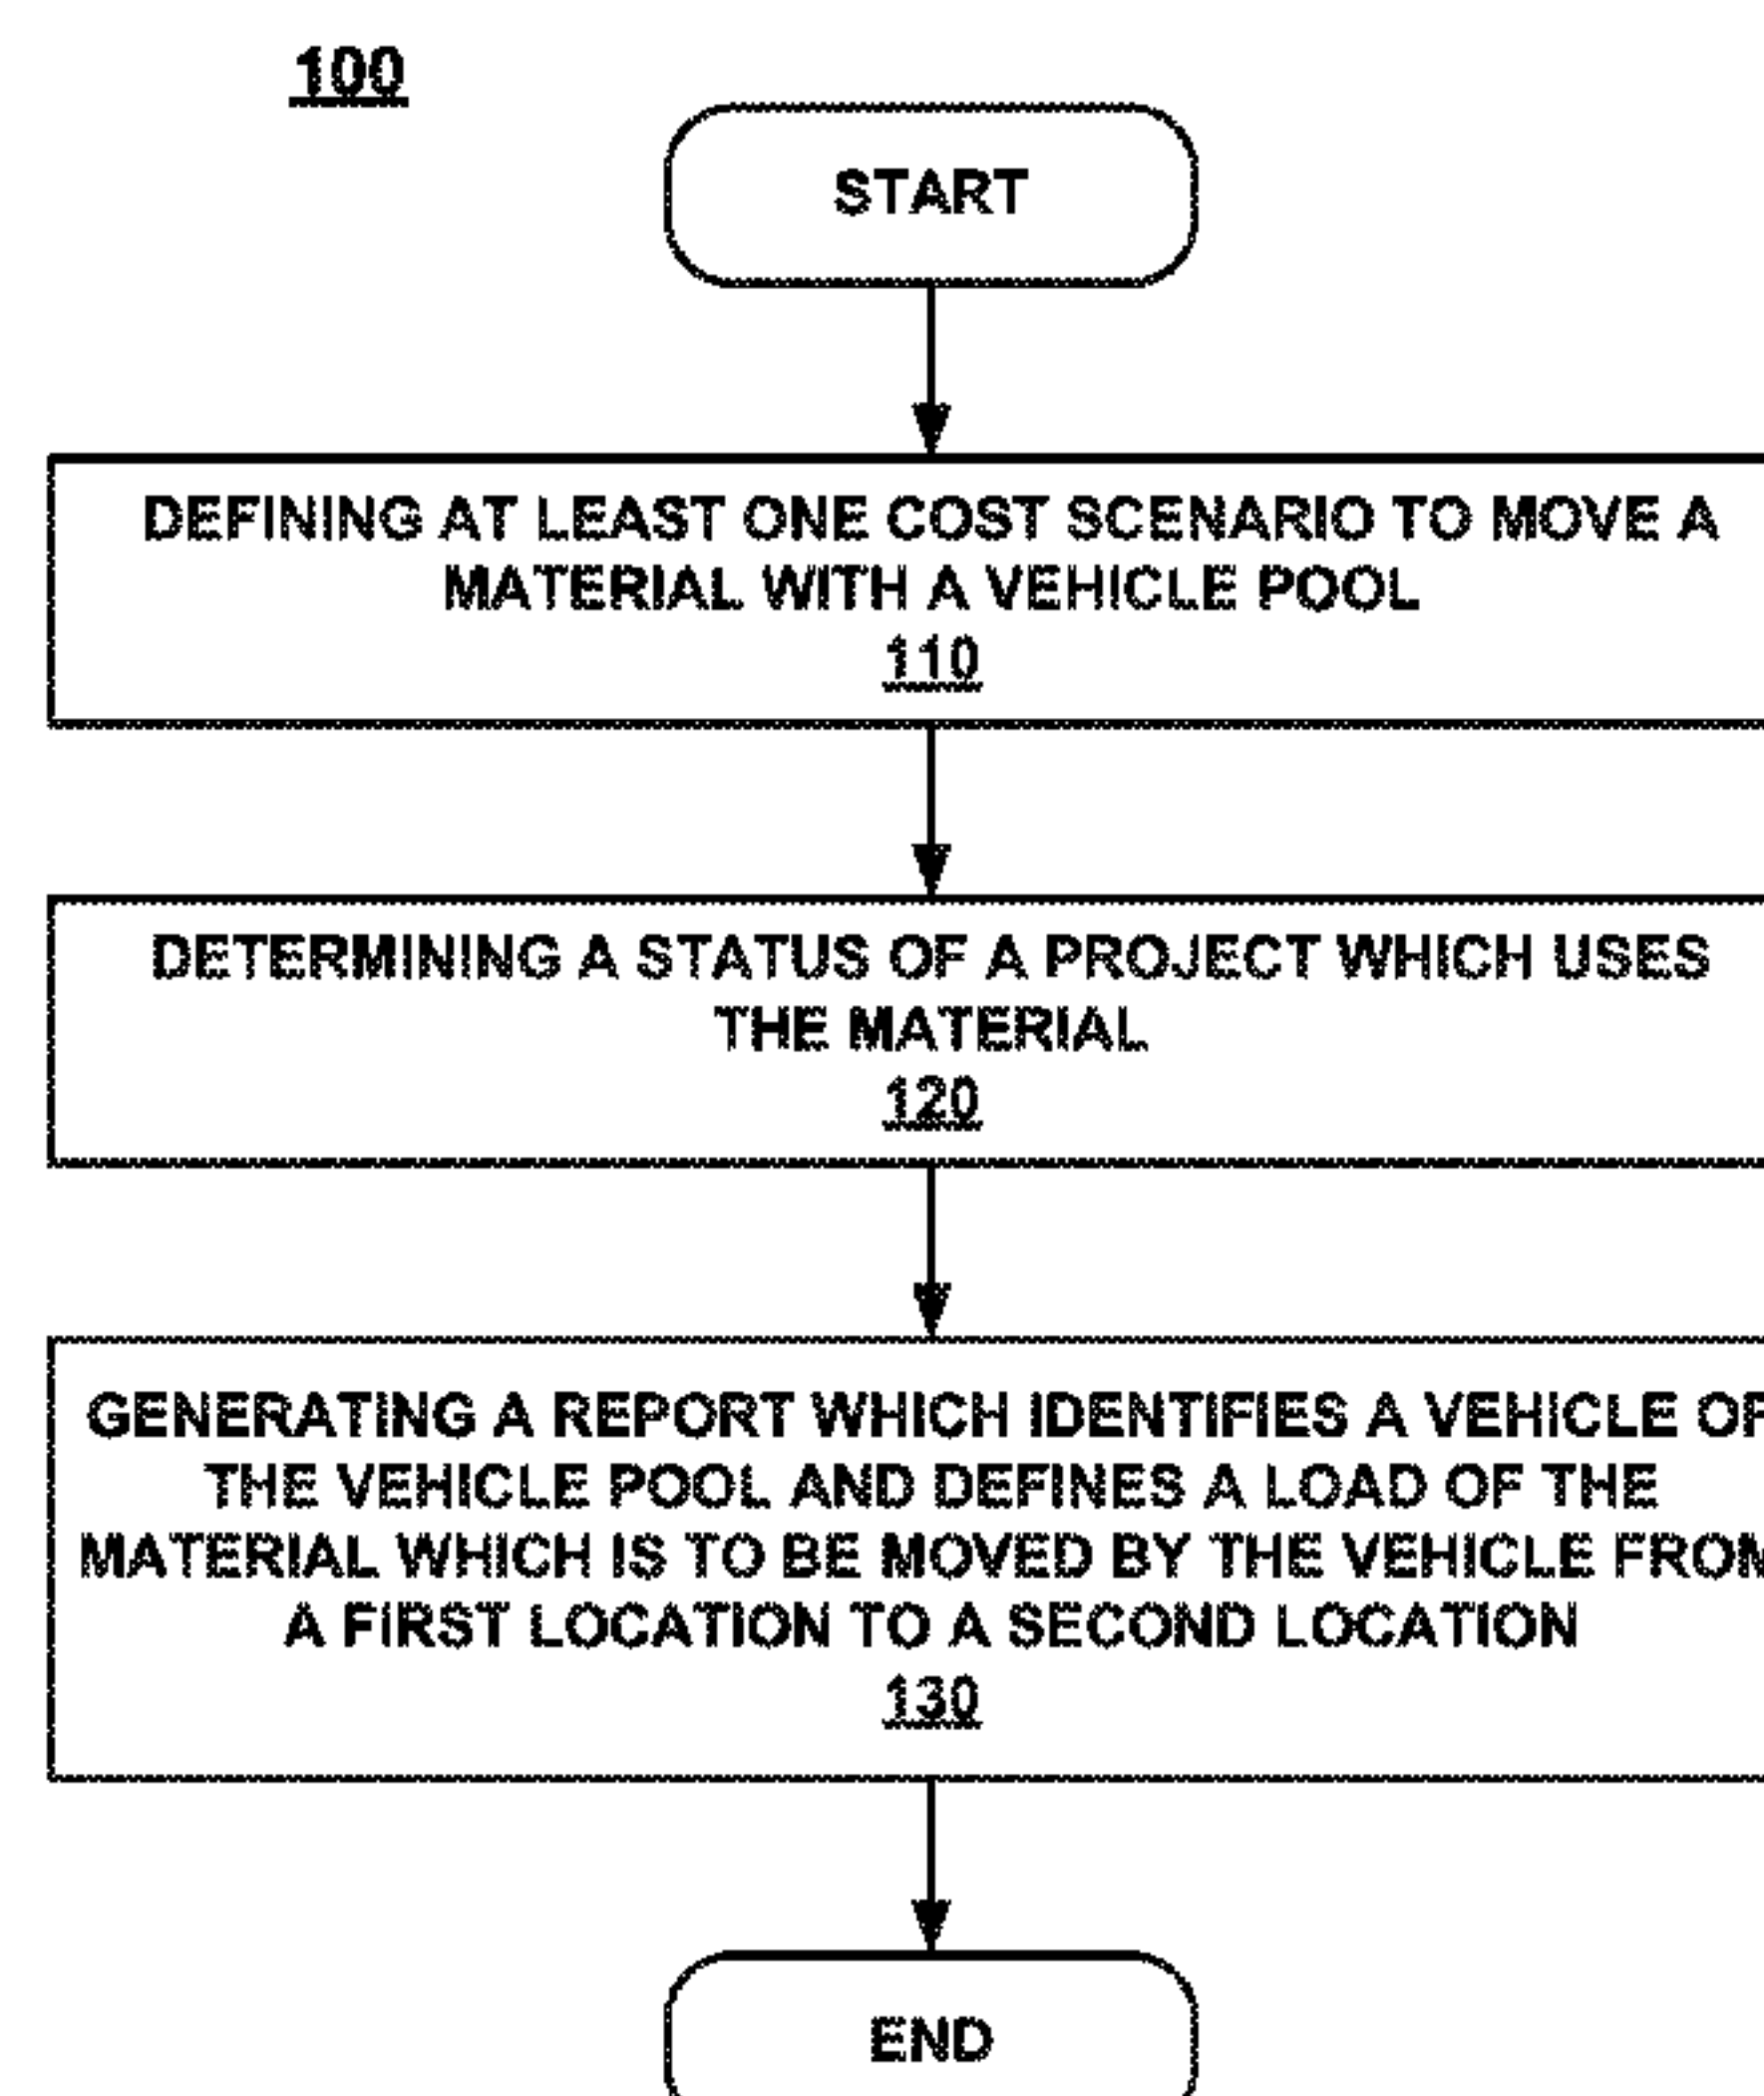 100
START
DEFINING AT LEAST ONE COST SCENARIO TO MOVE A
MATERIAL WITH A VEHICLE POOL
110
DETERMINING A STATUS OF A PROJECT WHICH USES
THE MATERIAL
120
GENERATING A REPORT WHICH IDENTIFIES A VEHICLE OF
THE VEHICLE POOL AND DEFINES A LOAD OF THE
MATERIAL WHICH IS TO BE MOVED BY THE VEHICLE FROM
A FIRST LOCATION TO A SECOND LOCATION
130
END